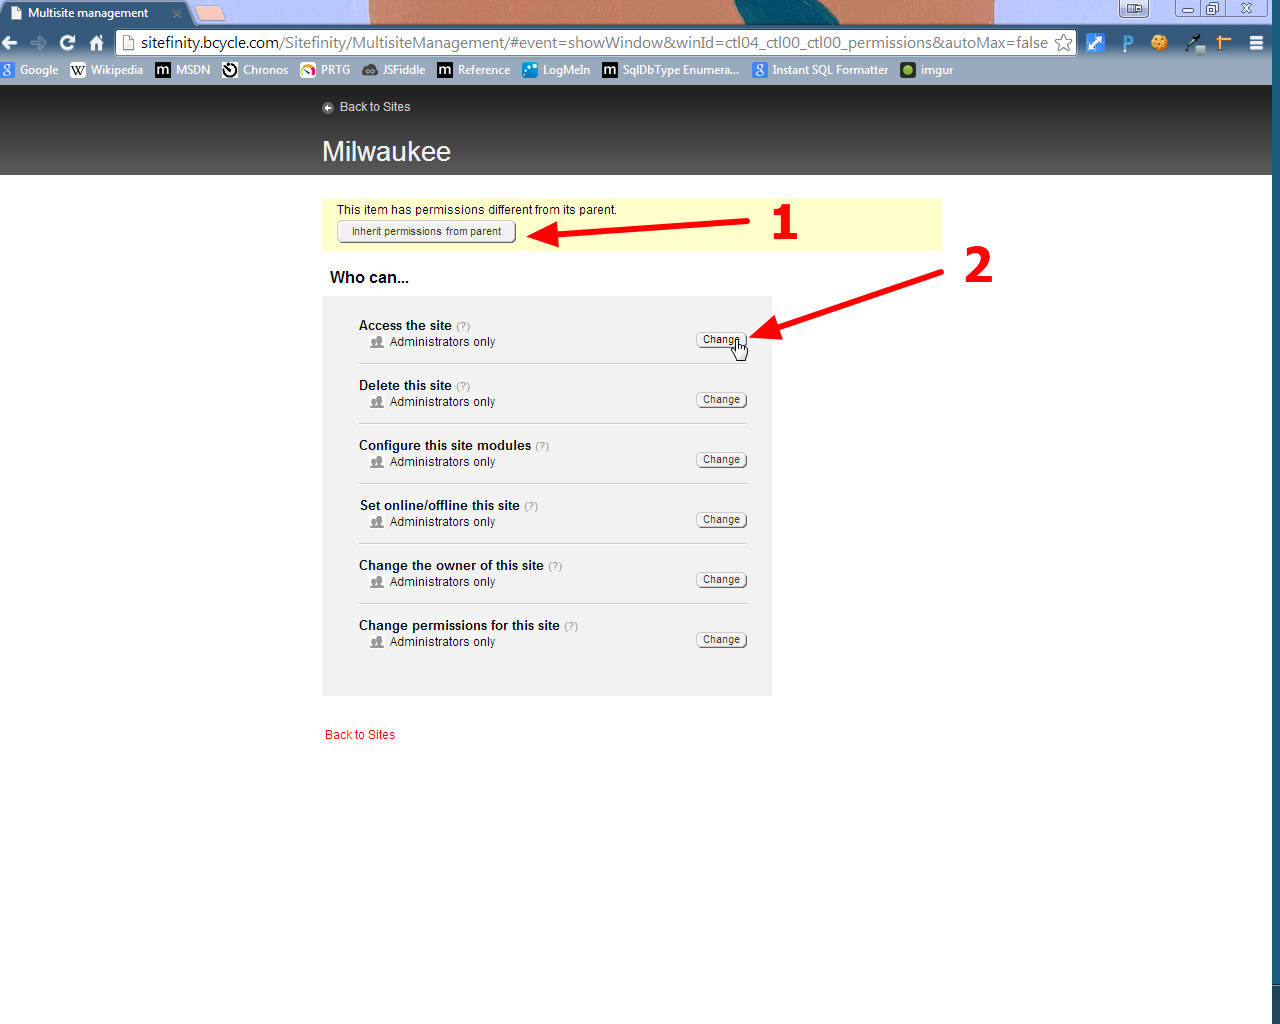 Multisite management
sitefinity.bcycle.com/Sitefinity/MultisiteManagement/#event=showWindow&winId=ctl04_ctl00_ctl00_permissions&autoMax=false
Google Wikipedia MSDN Chronos PRTG JSFiddle Reference LogMeIn SqlDbType Enumera... Instant SQL Formatter imgur
Back to Sites
Milwaukee
This item has permissions different from its parent.
Inherit permissions from parent
1
2
Who can...
Access the site (?)
Administrators only
Change
Delete this site (?)
Administrators only
Change
Configure this site modules (?)
Administrators only
Change
Set online/offline this site (?)
Administrators only
Change
Change the owner of this site (?)
Administrators only
Change
Change permissions for this site (?)
Administrators only
Change
Back to Sites